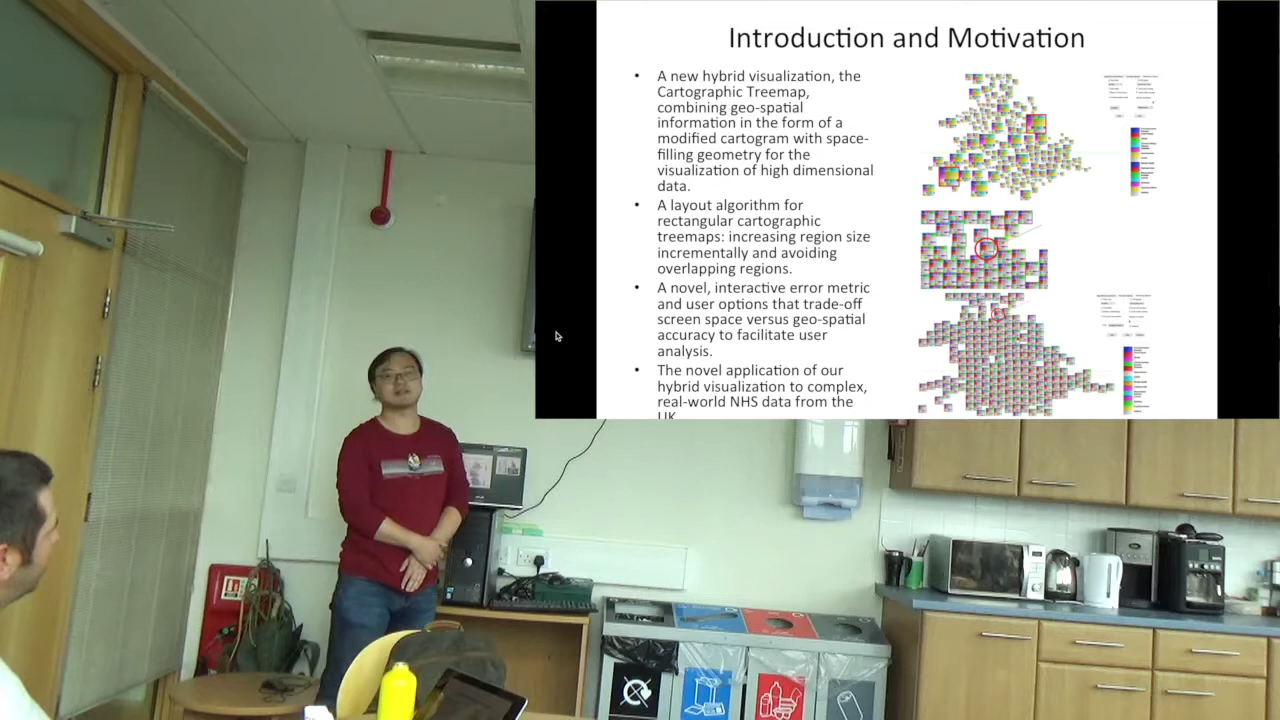 Introduction and Motivation
• A new hybrid visualization, the
Cartographic Treemap,
combining geo-spatial
information in the form of a
modified cartogram with space-
filling geometry for the
visualization of high dimensional
data.
• A layout algorithm for
rectangular cartographic
treemaps: increasing region size
incrementally and avoiding
overlapping regions.
• A novel, interactive error metric
and user options that trade-off
space versus geo-spatial
accuracy to facilitate user
analysis.
• The novel application of our
hybrid visualization to complex,
real-world NHS data from the
UK